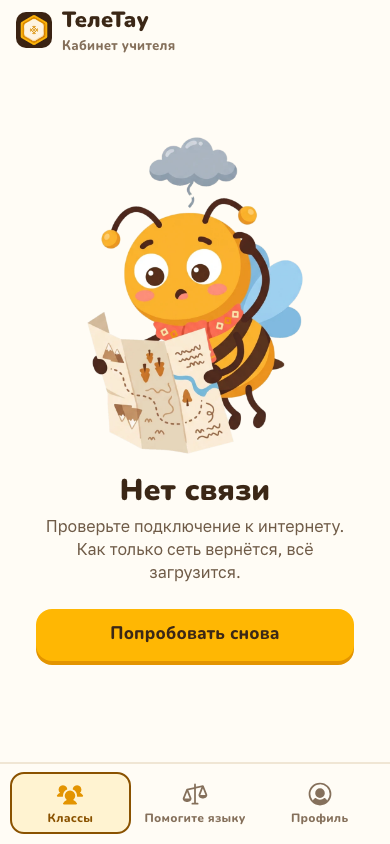 ТелеТау
Кабинет учителя
Нет связи
Проверьте подключение к интернету.
Как только сеть вернётся, всё
загрузится.
Попробовать снова
Классы
Помогите языку
Профиль